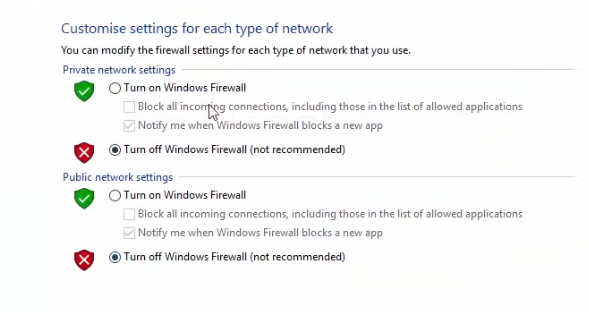 Customise settings for each type of network
You can modify the firewall settings for each type of network that you use.
Private network settings
Turn on Windows Firewall
Block all incoming connections, including those in the list of allowed applications
Notify me when Windows Firewall blocks a new app
Turn off Windows Firewall (not recommended)
Public network settings
Turn on Windows Firewall
Block all incoming connections, including those in the list of allowed applications
Notify me when Windows Firewall blocks a new app
Turn off Windows Firewall (not recommended)